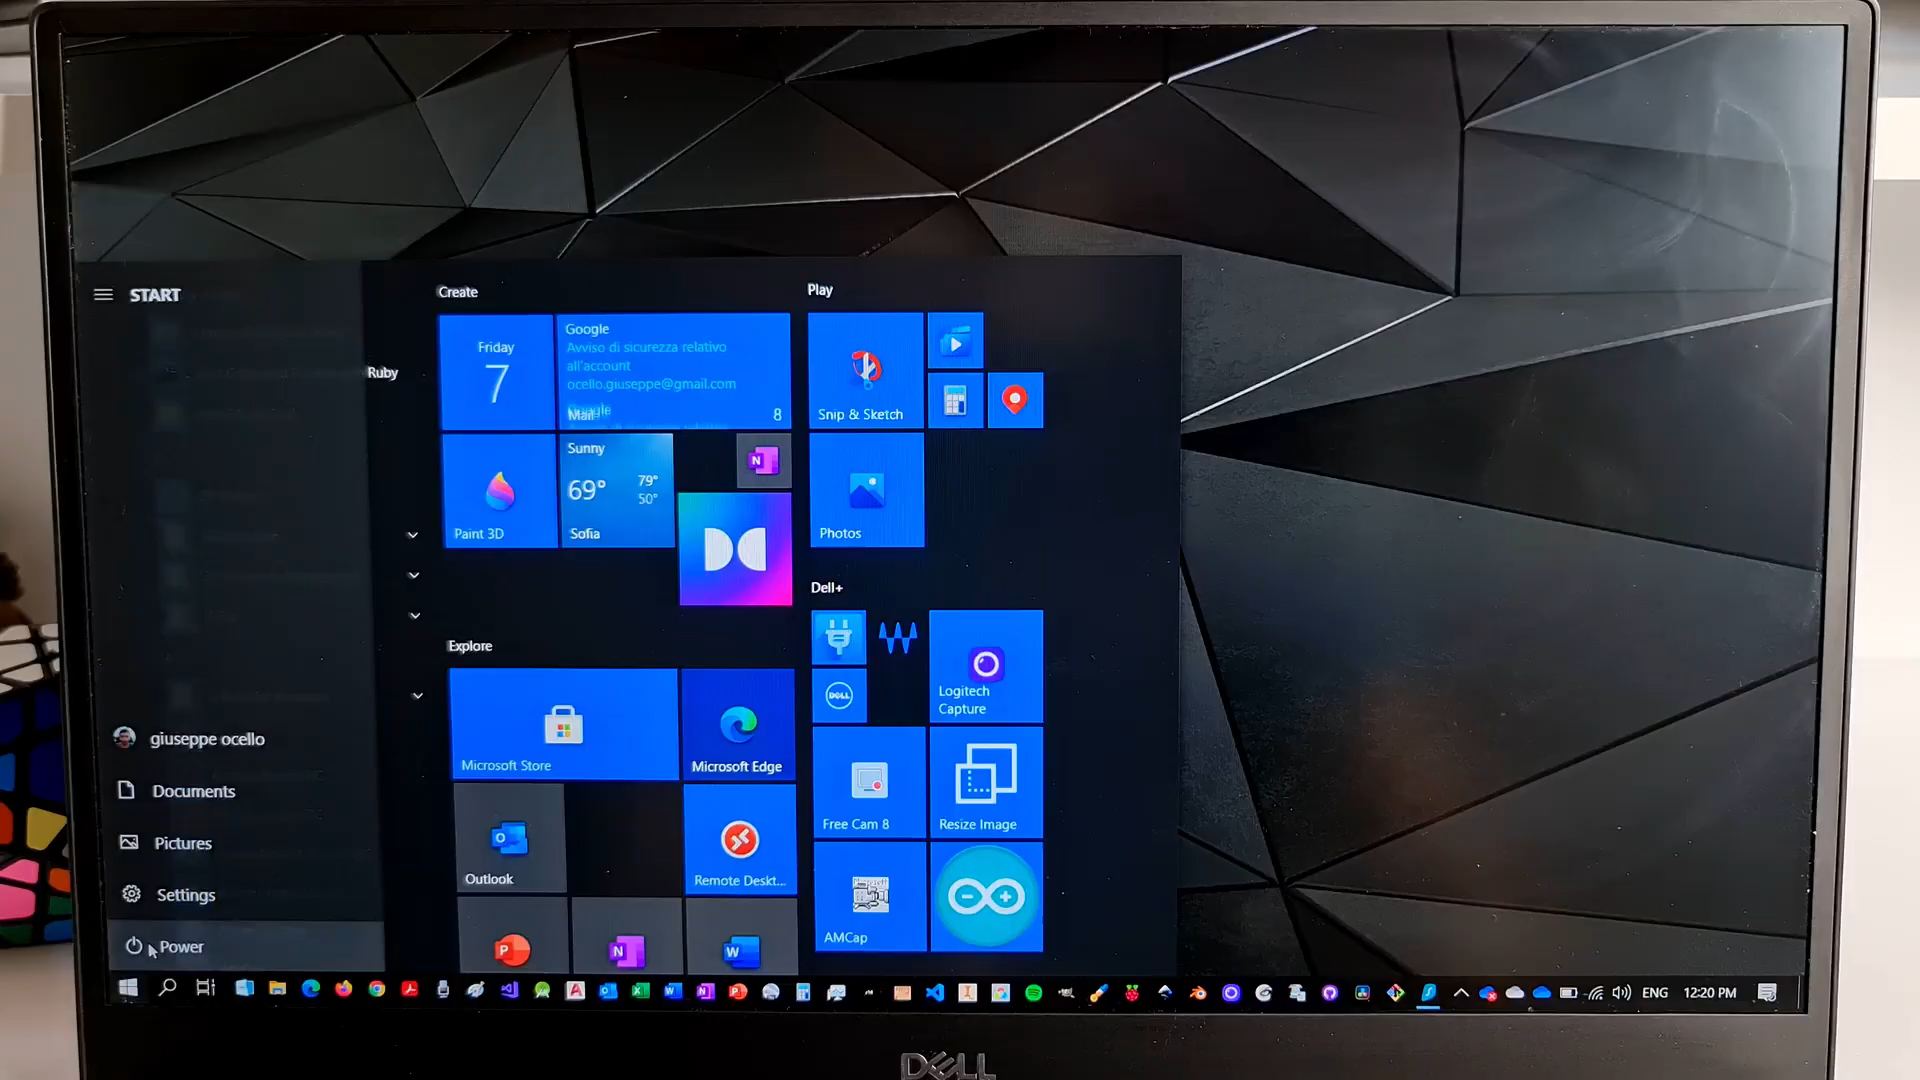 START
Ruby
giuseppe ocello
Documents
Pictures
Settings
Power
Create
Friday
7
Google
Avviso di sicurezza relativo
all'account
ocello.giuseppe@gmail.com
Google
Mail
8
Paint 3D
Sunny
69°
79°
50°
Sofia
Explore
Microsoft Store
Microsoft Edge
Outlook
Remote Deskt...
Play
Snip & Sketch
Photos
Dell+
DELL
Logitech
Capture
Free Cam 8
Resize Image
AMCap
ENG
12:20 PM
DELL